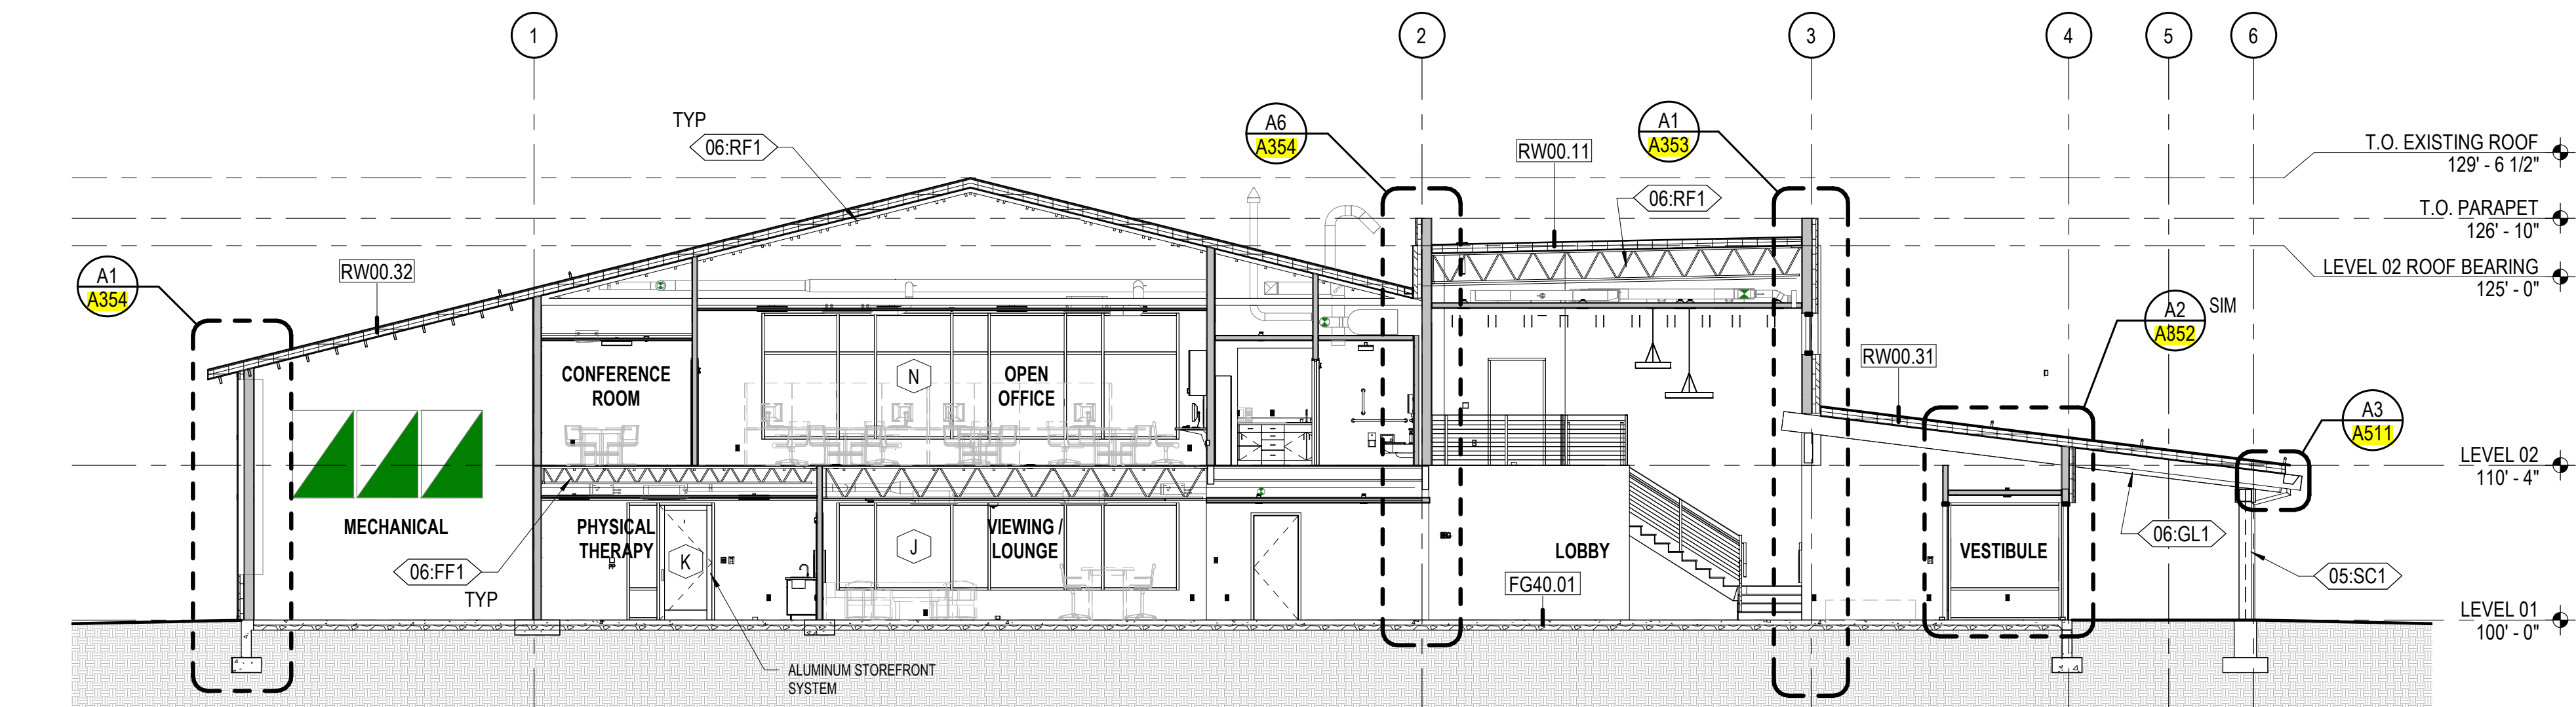 1
2
3
4
5
6
TYP
06:RF1
A6
A354
RW00.11
A1
A353
06:RF1
T.O. EXISTING ROOF
129' - 6 1/2"
T.O. PARAPET
126' - 10"
LEVEL 02 ROOF BEARING
125' - 0"
A1
A354
RW00.32
A2
A352
SIM
RW00.31
CONFERENCE
ROOM
N
OPEN
OFFICE
A3
A511
LEVEL 02
110' - 4"
MECHANICAL
PHYSICAL
THERAPY
K
J
VIEWING /
LOUNGE
LOBBY
VESTIBULE
06:GL1
06:FF1
TYP
FG40.01
05:SC1
LEVEL 01
100' - 0"
ALUMINUM STOREFRONT
SYSTEM